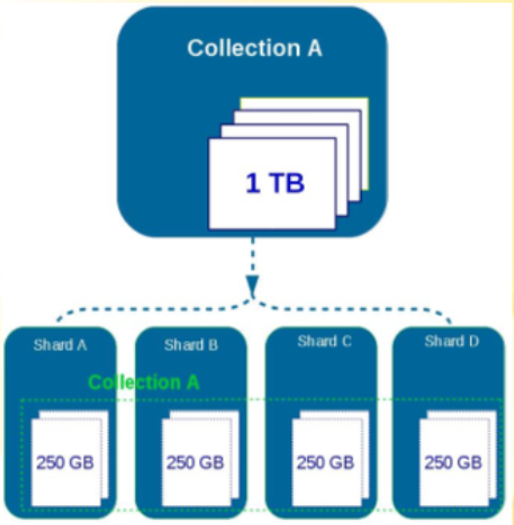 Collection A
1 TB
Shard A
Shard B
Shard C
Shard D
Collection A
250 GB
250 GB
250 GB
250 GB